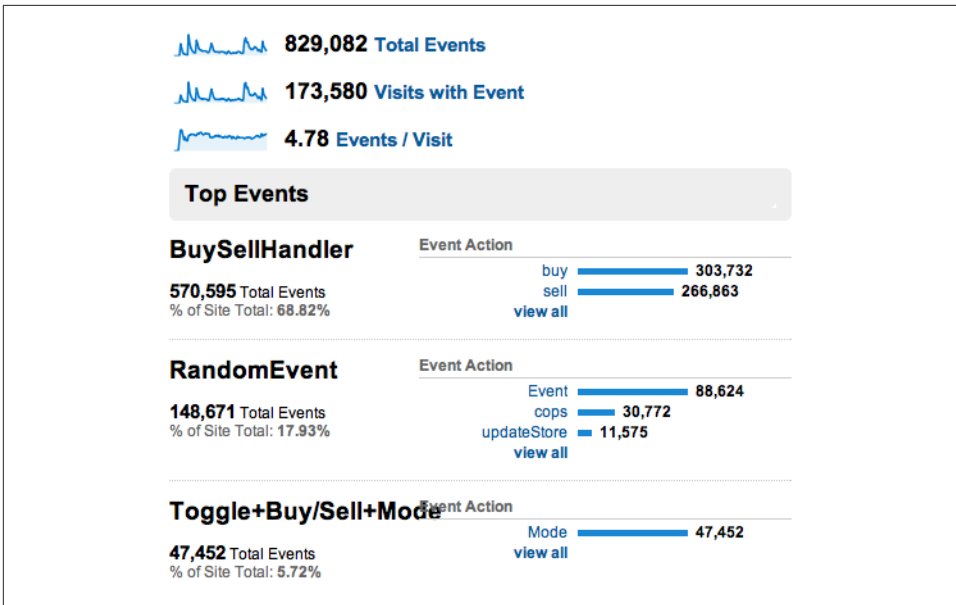 829,082 Total Events
173,580 Visits with Event
4.78 Events / Visit
Top Events
BuySellHandler
570,595 Total Events
% of Site Total: 68.82%
Event Action
buy 303,732
sell 266,863
view all
RandomEvent
148,671 Total Events
% of Site Total: 17.93%
Event Action
Event 88,624
cops 30,772
updateStore 11,575
view all
Toggle+Buy/Sell+Mode
47,452 Total Events
% of Site Total: 5.72%
Event Action
Mode 47,452
view all